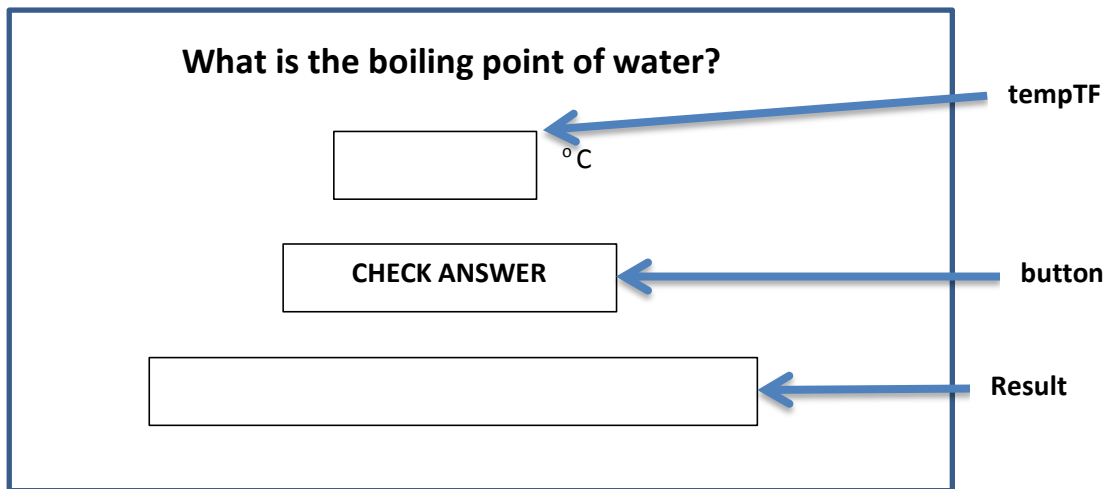 What is the boiling point of water?
tempTF
° C
CHECK ANSWER
button
Result